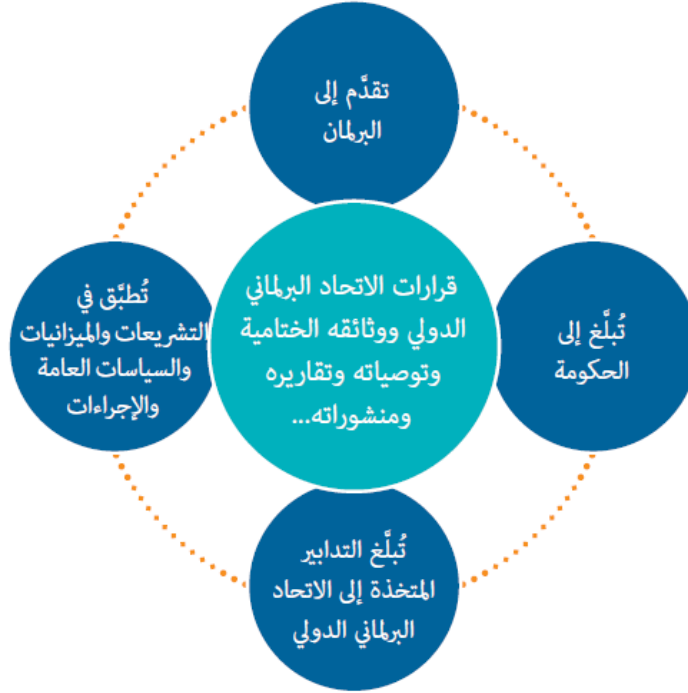 تقدَّم إلى
البرلمان
قرارات الاتحاد البرلماني
الدولي ووثائقه الختامية
وتوصياته وتقاريره
ومنشوراته...
تُبلَّغ إلى
الحكومة
تُطبَّق في
التشريعات والميزانيات
والسياسات العامة
والإجراءات
تُبلَّغ التدابير
المتخذة إلى الاتحاد
البرلماني الدولي